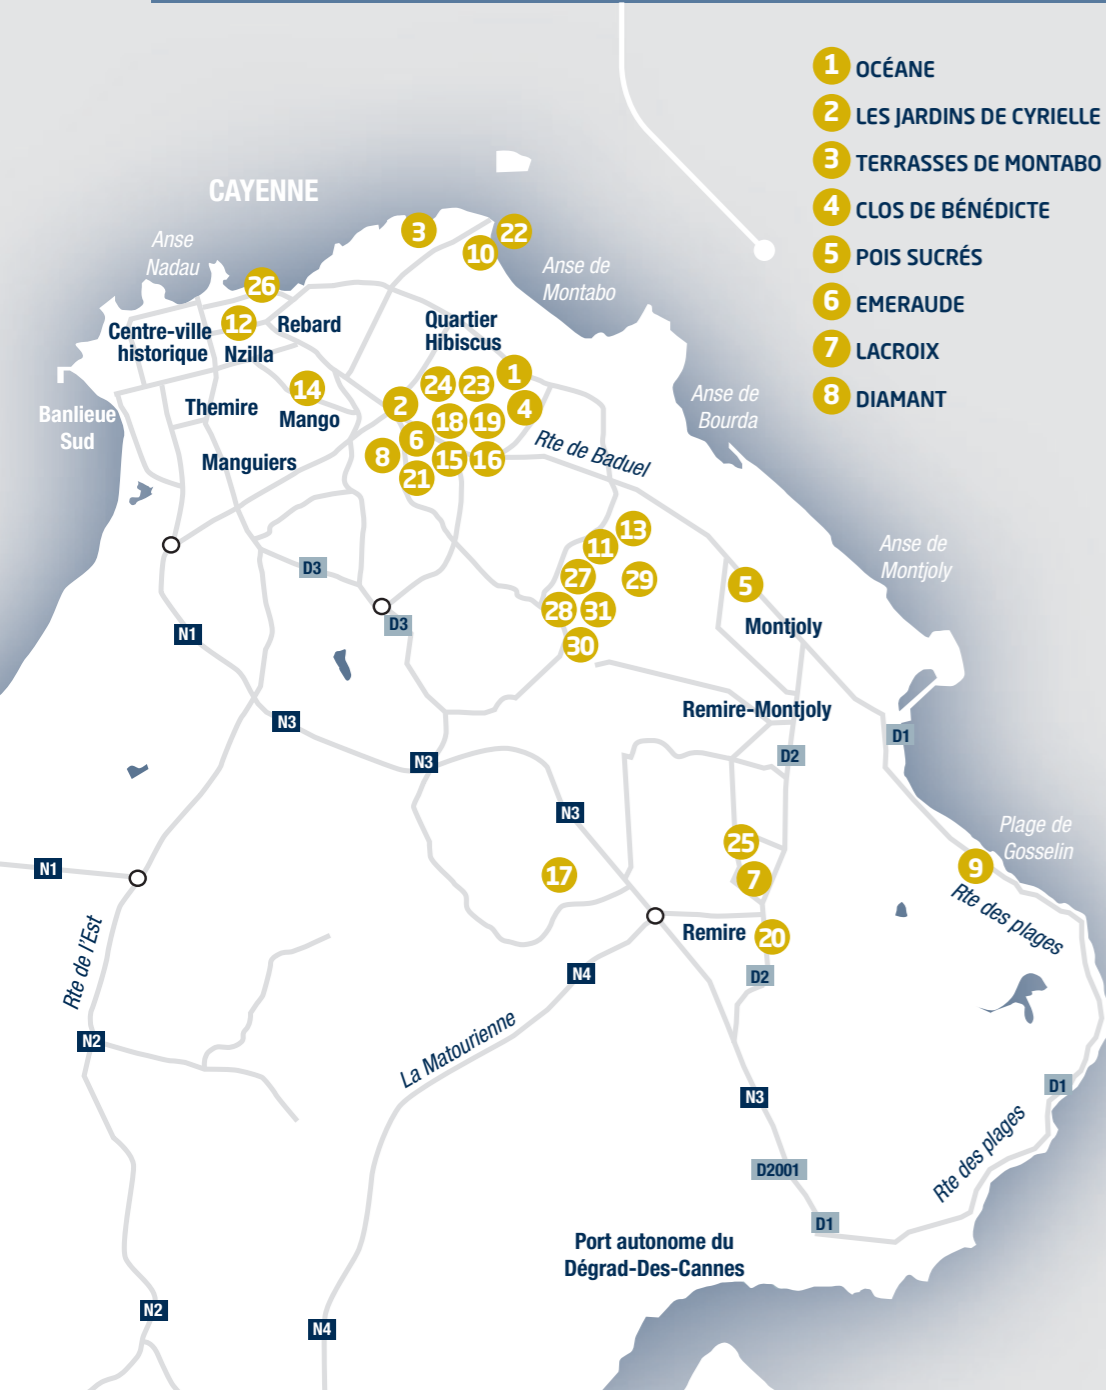 1 OCÉANE
2 LES JARDINS DE CYRIELLE
3 TERRASSES DE MONTABO
4 CLOS DE BÉNÉDICTE
5 POIS SUCRÉS
6 EMERAUDE
7 LACROIX
8 DIAMANT
CAYENNE
Anse
Nadau
3
22
10
Anse de
Montabo
26
12
Rebard
Centre-ville
historique
Nzilla
Quartier
Hibiscus
14
Mango
Themire
Manguiers
Banlieue
Sud
24
23
1
2
18
19
4
6
8
15
16
21
Rte de Baduel
Anse de
Bourda
13
11
27
29
28
31
30
5
Montjoly
Anse de
Montjoly
D3
D3
N1
N3
N3
N3
Remire-Montjoly
D1
D2
Plage de
Gosselin
9
Rte des plages
25
7
17
N1
Remire
20
D2
N4
Rte de l'Est
N2
La Matourienne
N3
D1
Rte des plages
D2001
D1
Port autonome du
Dégrad-Des-Cannes
N2
N4